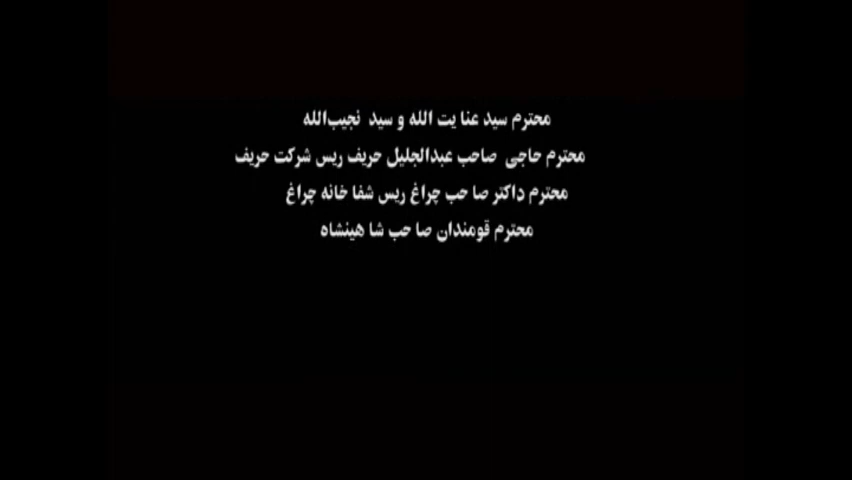 محترم سید عنا یت الله و سید نجیب‌الله
محترم حاجی صاحب عبدالجلیل حریف ریس شرکت حریف
محترم داکتر صا حب چراغ ریس شفا خانه چراغ
محترم قومندان صا حب شا هینشاه